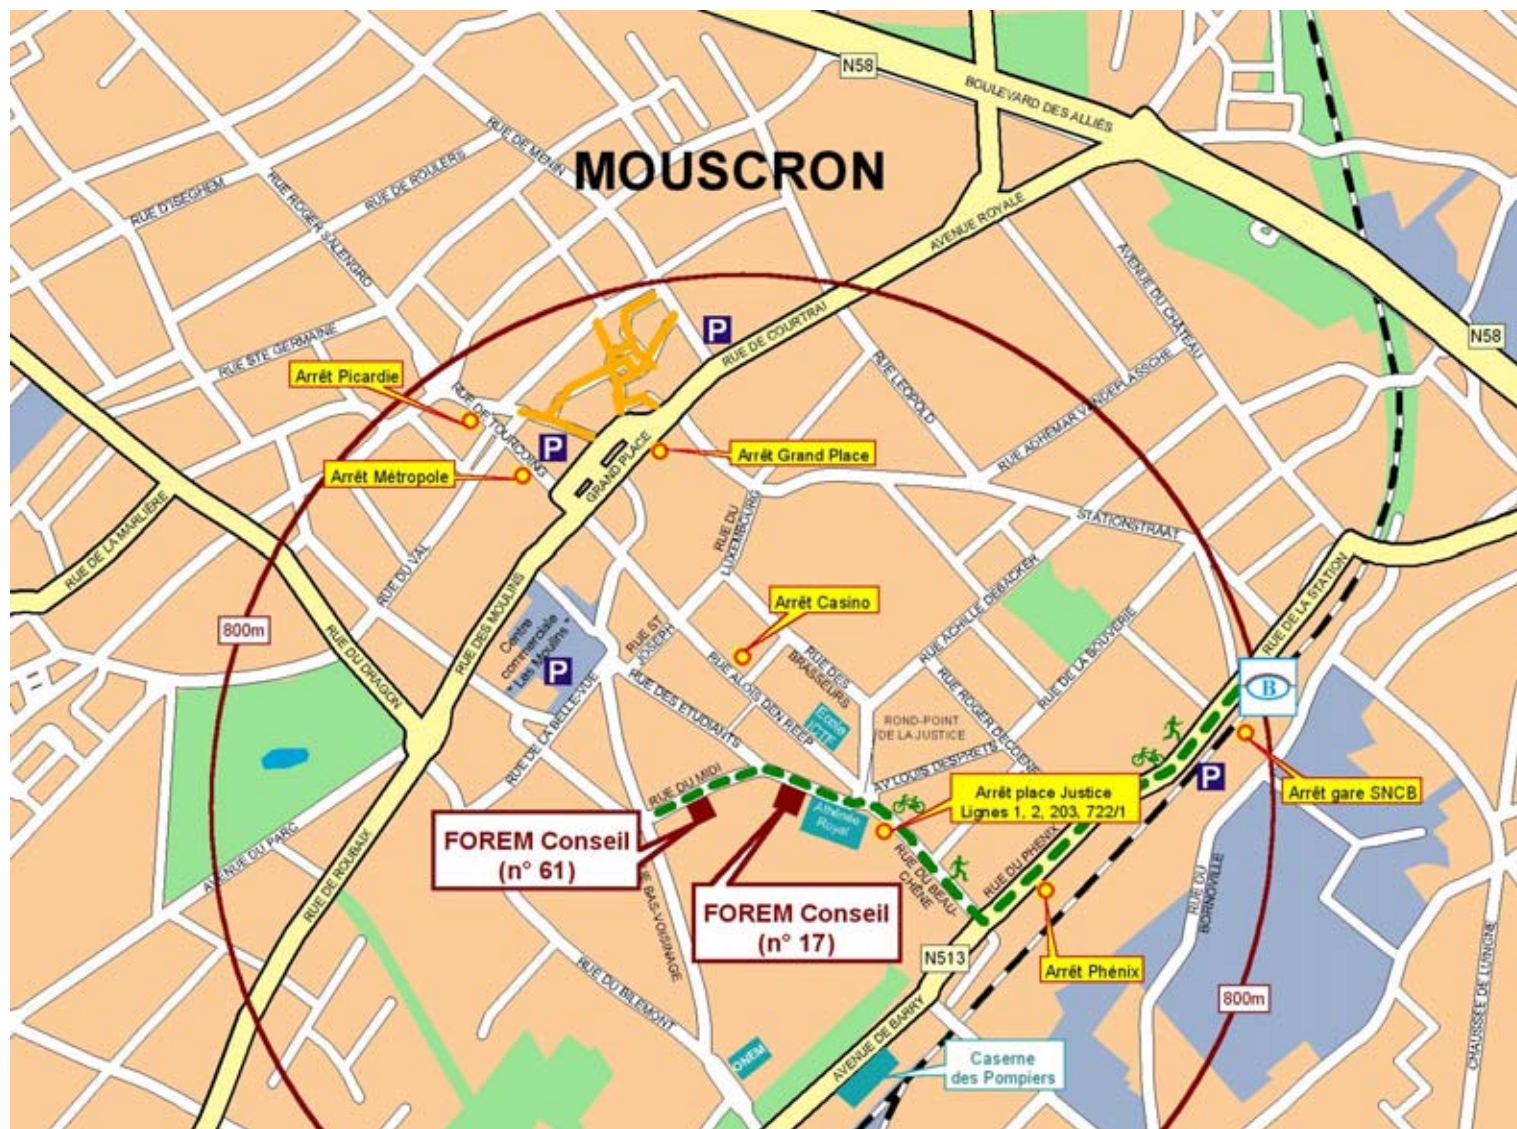 N58
BOULEVARD DES ALLIÉS
MOUSCRON
RUE DE MENIN
RUE DE ROULERS
RUE D'ISEGHEM
RUE ROGER SALENGRO
AVENUE ROYALE
AVENUE DU CHÂTEAU
N58
RUE DE COURTRAI
P
RUE STE GERMAINE
Arrêt Picardie
RUE LEOPOLD
RUE ADHÉMAR VANDEPLASSCHE
RUE DE TOURCOING
P
GRAND PLACE
Arrêt Grand Place
Arrêt Métropole
RUE DE LA MARLIÈRE
RUE DU
LUXEMBOURG
STATIONSTRAAT
RUE DU VAL
RUE DE LA STATION
RUE ACHILLE DEBACKER
Arrêt Casino
800m
RUE DU DRAGON
RUE DES MOULINS
Centre
commerciale
" Les Moulins "
P
RUE ST
JOSEPH
RUE DES
BRASSEURS
RUE DE LA BOUVERIE
B
RUE ALOIS DEN REEP
RUE DES ETUDIANTS
RUE ROGER DECOENE
RUE DE LA BELLE-VUE
Ecole
ICTF
ROND-POINT
DE LA JUSTICE
AV LOUIS DESPRETS
RUE DU MIDI
P
Arrêt gare SNCB
Arrêt place Justice
Lignes 1, 2, 203, 722/1
Athénée
Royal
FOREM Conseil
(n° 61)
AVENUE DU PARC
RUE DE ROUBAIX
RUE DU PHÉNIX
RUE DU BEAU-
CHÊNE
RUE DU
BORNOVILLE
FOREM Conseil
(n° 17)
BAS-VOISINAGE
N513
Arrêt Phénix
RUE DU BILEMONT
800m
CHAUSSÉE DE LUINGNE
ONEM
AVENUE DE BARRY
Caserne
des Pompiers